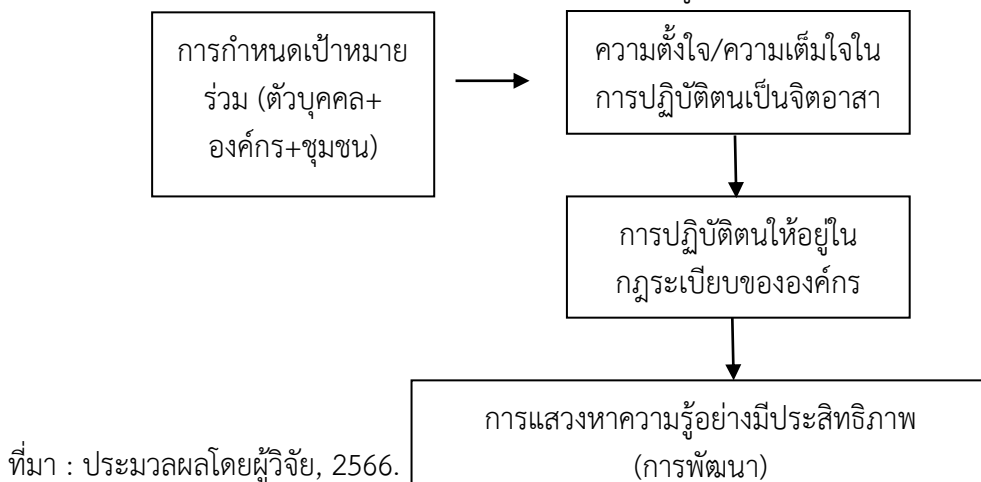 การกำหนดเป้าหมาย
ร่วม (ตัวบุคคล+
องค์กร+ชุมชน)
ความตั้งใจ/ความเต็มใจใน
การปฏิบัติตนเป็นจิตอาสา
การปฏิบัติตนให้อยู่ใน
กฎระเบียบขององค์กร
การแสวงหาความรู้อย่างมีประสิทธิภาพ
(การพัฒนา)
ที่มา : ประมวลผลโดยผู้วิจัย, 2566.